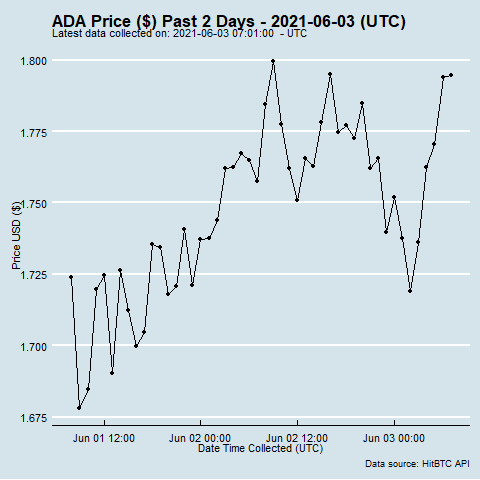 ADA Price ($) Past 2 Days - 2021-06-03 (UTC)
Latest data collected on: 2021-06-03 07:01:00 - UTC
1.800
1.775
1.750
1.725
1.700
1.675
Price USD ($)
Jun 01 12:00 Jun 02 00:00 Jun 02 12:00 Jun 03 00:00
Date Time Collected (UTC)
Data source: HitBTC API